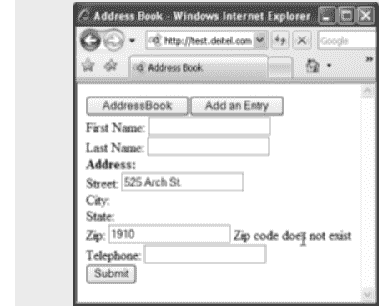 Address Book - Windows Internet Explorer
http://test.deitel.com
Google
Address Book
AddressBook Add an Entry
First Name:
Last Name:
Address:
Street: 525 Arch St.
City:
State:
Zip: 1910 Zip code does not exist
Telephone:
Submit